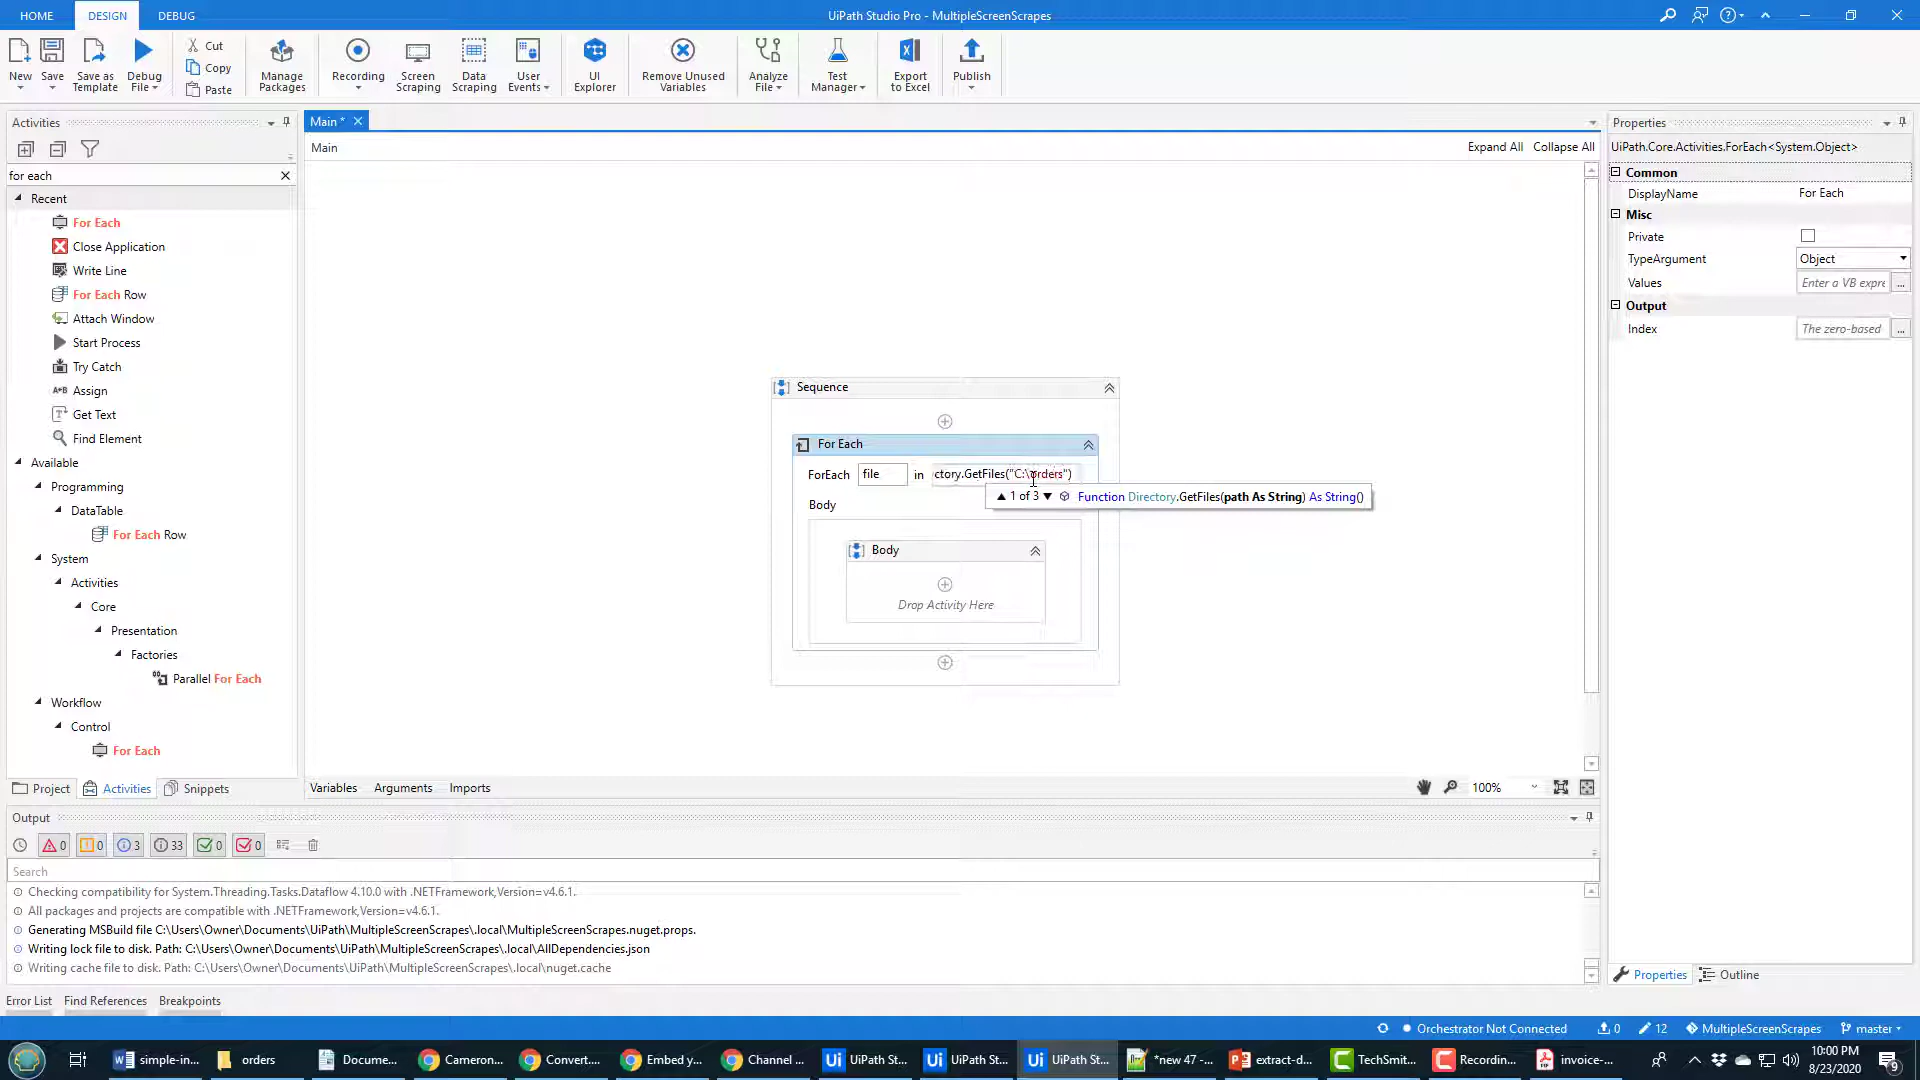 HOME DESIGN DEBUG UiPath Studio Pro - MultipleScreenScrapes
New Save Save as Template Debug File Cut Copy Paste Manage Packages Recording Screen Scraping Data Scraping User Events UI Explorer Remove Unused Variables Analyze File Test Manager Export to Excel Publish
Activities
for each
Recent
For Each
Close Application
Write Line
For Each Row
Attach Window
Start Process
Try Catch
A+B Assign
Get Text
Find Element
Available
Programming
DataTable
For Each Row
System
Activities
Core
Presentation
Factories
Parallel For Each
Workflow
Control
For Each
Project Activities Snippets
Main *
Main Expand All Collapse All
Sequence
For Each
ForEach file in ctory.GetFiles("C:\orders")
1 of 3 Function Directory.GetFiles(path As String) As String()
Body
Body
Drop Activity Here
Variables Arguments Imports 100%
Properties
UiPath.Core.Activities.ForEach<System.Object>
Common
DisplayName For Each
Misc
Private
TypeArgument Object
Values Enter a VB expre ...
Output
Index The zero-based ...
Properties Outline
Output
0 0 3 33 0 0
Search
Checking compatibility for System.Threading.Tasks.Dataflow 4.10.0 with .NETFramework,Version=v4.6.1.
All packages and projects are compatible with .NETFramework,Version=v4.6.1.
Generating MSBuild file C:\Users\Owner\Documents\UiPath\MultipleScreenScrapes\.local\MultipleScreenScrapes.nuget.props.
Writing lock file to disk. Path: C:\Users\Owner\Documents\UiPath\MultipleScreenScrapes\.local\AllDependencies.json
Writing cache file to disk. Path: C:\Users\Owner\Documents\UiPath\MultipleScreenScrapes\.local\nuget.cache
Error List Find References Breakpoints
Orchestrator Not Connected 0 12 MultipleScreenScrapes master
simple-in... orders Docume... Cameron... Convert.... Embed y... Channel ... UiPath St... UiPath St... UiPath St... *new 47 -... extract-d... TechSmit... Recordin... invoice-...
10:00 PM
8/23/2020
9